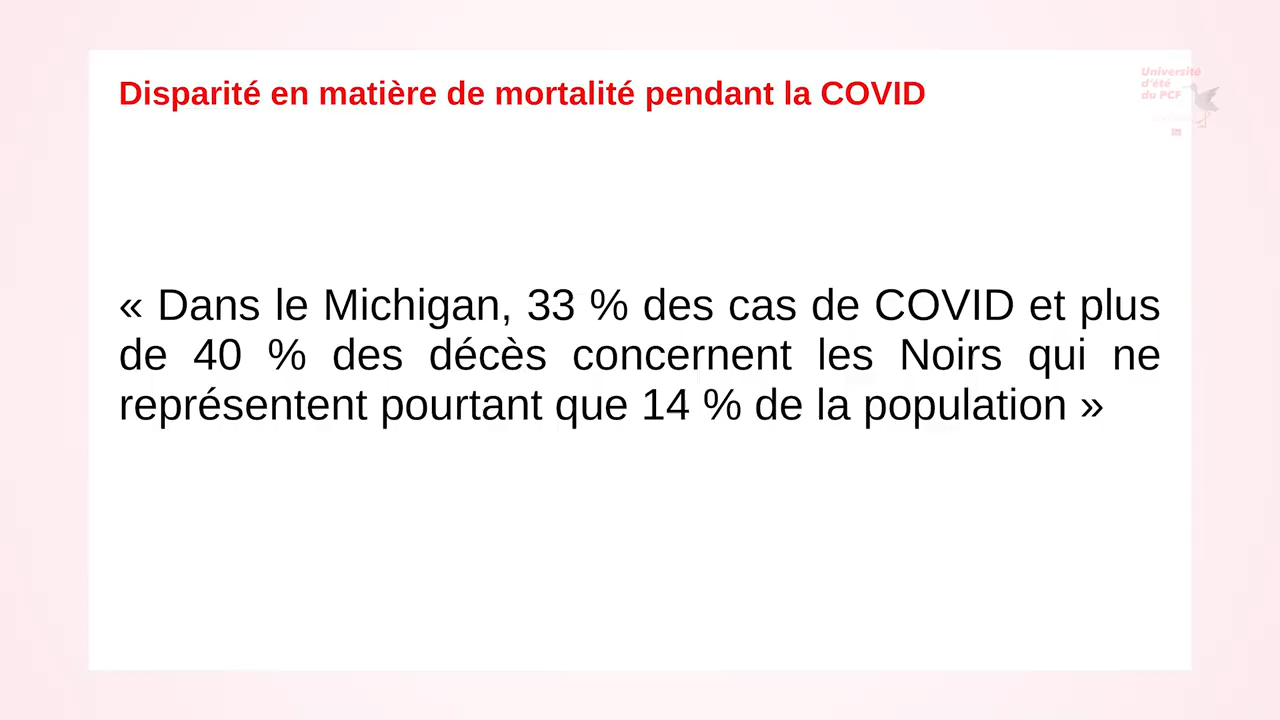 Disparité en matière de mortalité pendant la COVID
Université
d'été
du PCF
« Dans le Michigan, 33 % des cas de COVID et plus
de 40 % des décès concernent les Noirs qui ne
représentent pourtant que 14 % de la population »